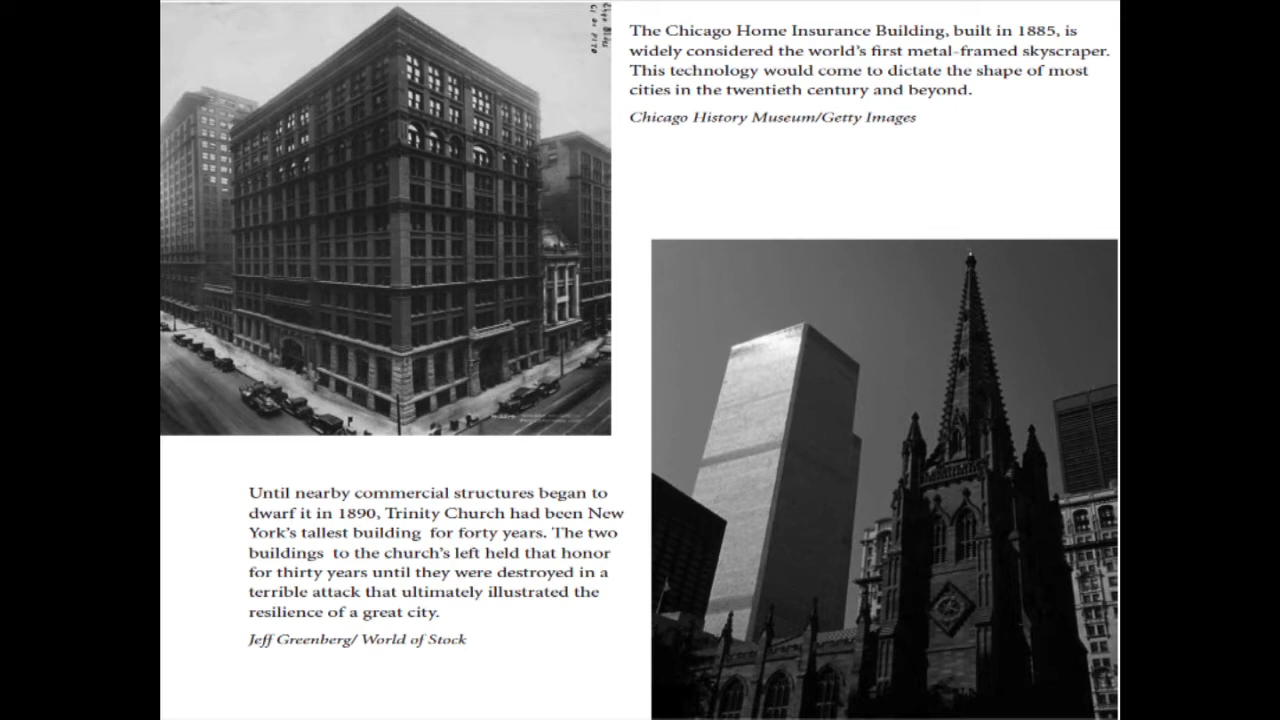 The Chicago Home Insurance Building, built in 1885, is
widely considered the world's first metal-framed skyscraper.
This technology would come to dictate the shape of most
cities in the twentieth century and beyond.
Chicago History Museum/Getty Images
Until nearby commercial structures began to
dwarf it in 1890, Trinity Church had been New
York's tallest building for forty years. The two
buildings to the church's left held that honor
for thirty years until they were destroyed in a
terrible attack that ultimately illustrated the
resilience of a great city.
Jeff Greenberg/ World of Stock